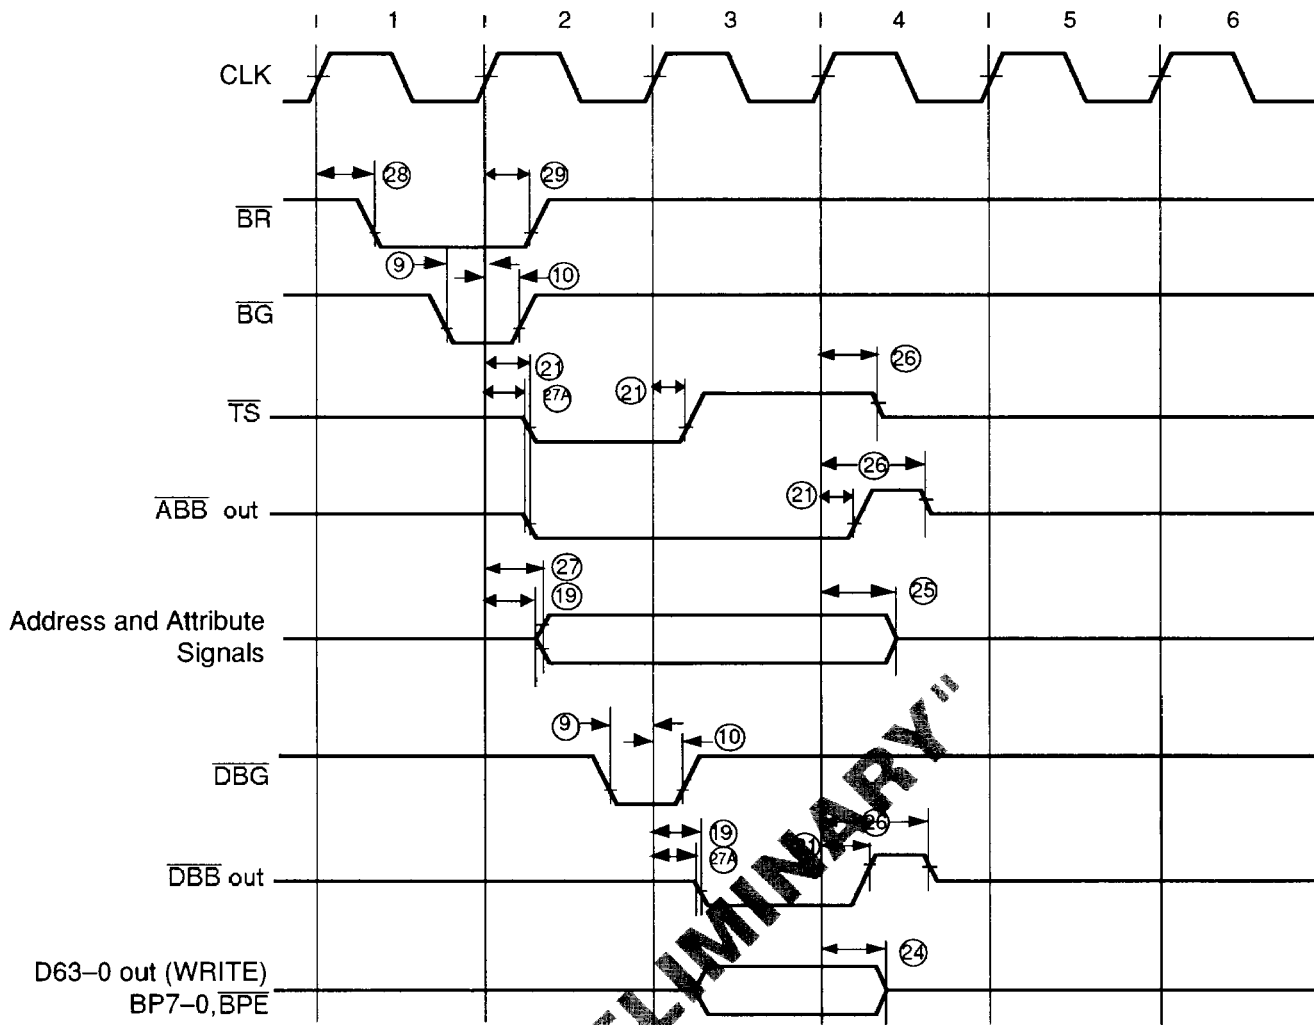 1 2 3 4 5 6
CLK
28 29
BR
9 10
BG
21 26
27A 21
TS
26
21
ABB out
27
19 25
Address and Attribute
Signals
9 10
DBG
19 26
27A 21
DBB out
24
D63–0 out (WRITE)
BP7–0,BPE
ELIMINARY"